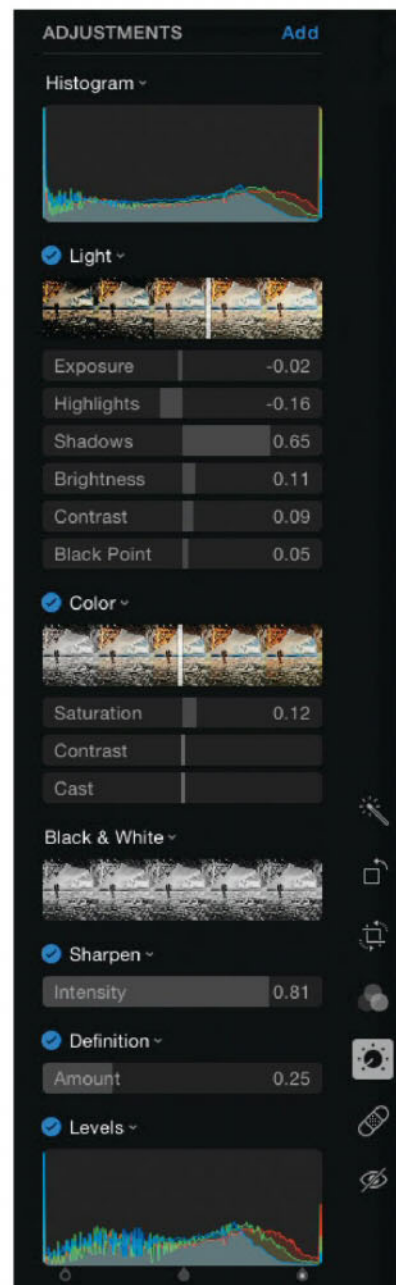 ADJUSTMENTS Add
Histogram
Light
Exposure -0.02
Highlights -0.16
Shadows 0.65
Brightness 0.11
Contrast 0.09
Black Point 0.05
Color
Saturation 0.12
Contrast
Cast
Black & White
Sharpen
Intensity 0.81
Definition
Amount 0.25
Levels